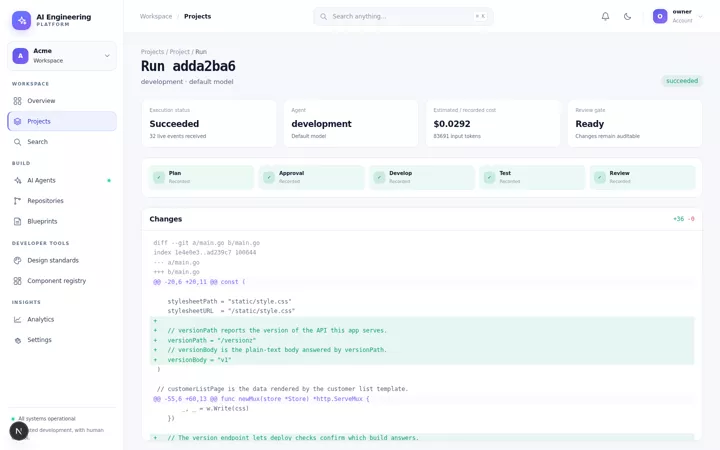 AI Engineering
PLATFORM
A
Acme
Workspace
WORKSPACE
Overview
Projects
Search
BUILD
AI Agents
Repositories
Blueprints
DEVELOPER TOOLS
Design standards
Component registry
INSIGHTS
Analytics
Settings
All systems operational
ted development, with human
N
Workspace
Projects
Search anything...
⌘ K
O
owner
Account
Projects / Project / Run
Run adda2ba6
development · default model
succeeded
Execution status
Succeeded
32 live events received
Agent
development
Default model
Estimated / recorded cost
$0.0292
83691 input tokens
Review gate
Ready
Changes remain auditable
✓ Plan
Recorded
✓ Approval
Recorded
✓ Develop
Recorded
✓ Test
Recorded
✓ Review
Recorded
Changes
+36 -0
diff --git a/main.go b/main.go
index 1e4e0e3..ad239c7 100644
--- a/main.go
+++ b/main.go
@@ -20,6 +20,11 @@ const (
stylesheetPath = "static/style.css"
stylesheetURL = "/static/style.css"
+
+ // versionPath reports the version of the API this app serves.
+ versionPath = "/versionz"
+ // versionBody is the plain-text body answered by versionPath.
+ versionBody = "v1"
)
// customerListPage is the data rendered by the customer list template.
@@ -55,6 +60,13 @@ func newMux(store *Store) *http.ServeMux {
_, _ = w.Write(css)
})
+ // The version endpoint lets deploy checks confirm which build answers.